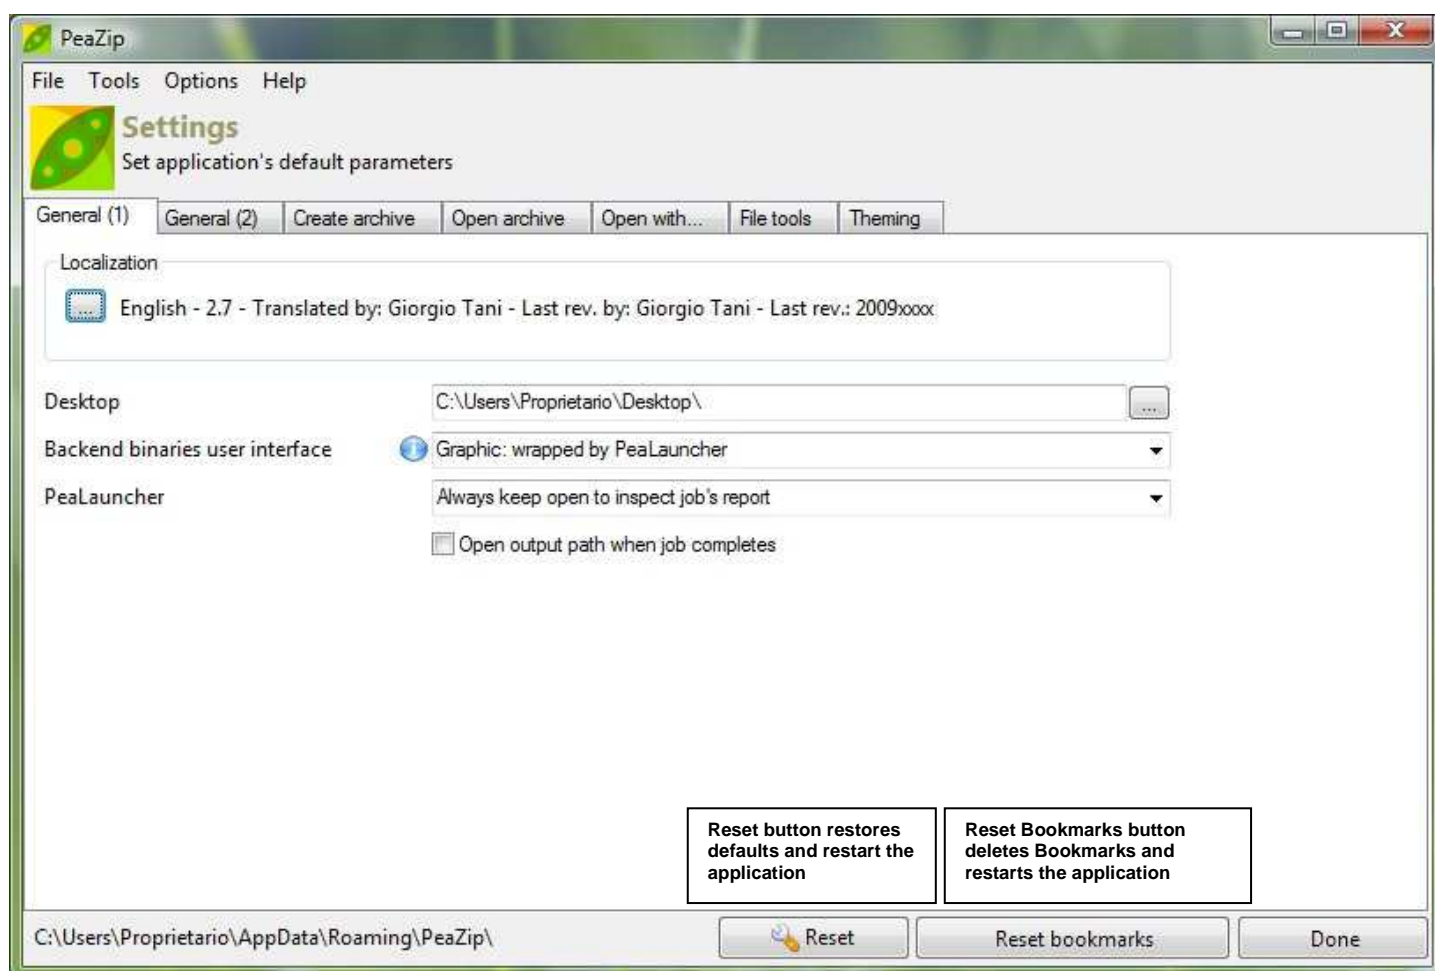 PeaZip
File Tools Options Help
Settings
Set application's default parameters
General (1) General (2) Create archive Open archive Open with... File tools Theming
Localization
... English - 2.7 - Translated by: Giorgio Tani - Last rev. by: Giorgio Tani - Last rev.: 2009xxxx
Desktop C:\Users\Proprietario\Desktop\ ...
Backend binaries user interface Graphic: wrapped by PeaLauncher
PeaLauncher Always keep open to inspect job's report
Open output path when job completes
Reset button restores
defaults and restart the
application
Reset Bookmarks button
deletes Bookmarks and
restarts the application
C:\Users\Proprietario\AppData\Roaming\PeaZip\ Reset Reset bookmarks Done